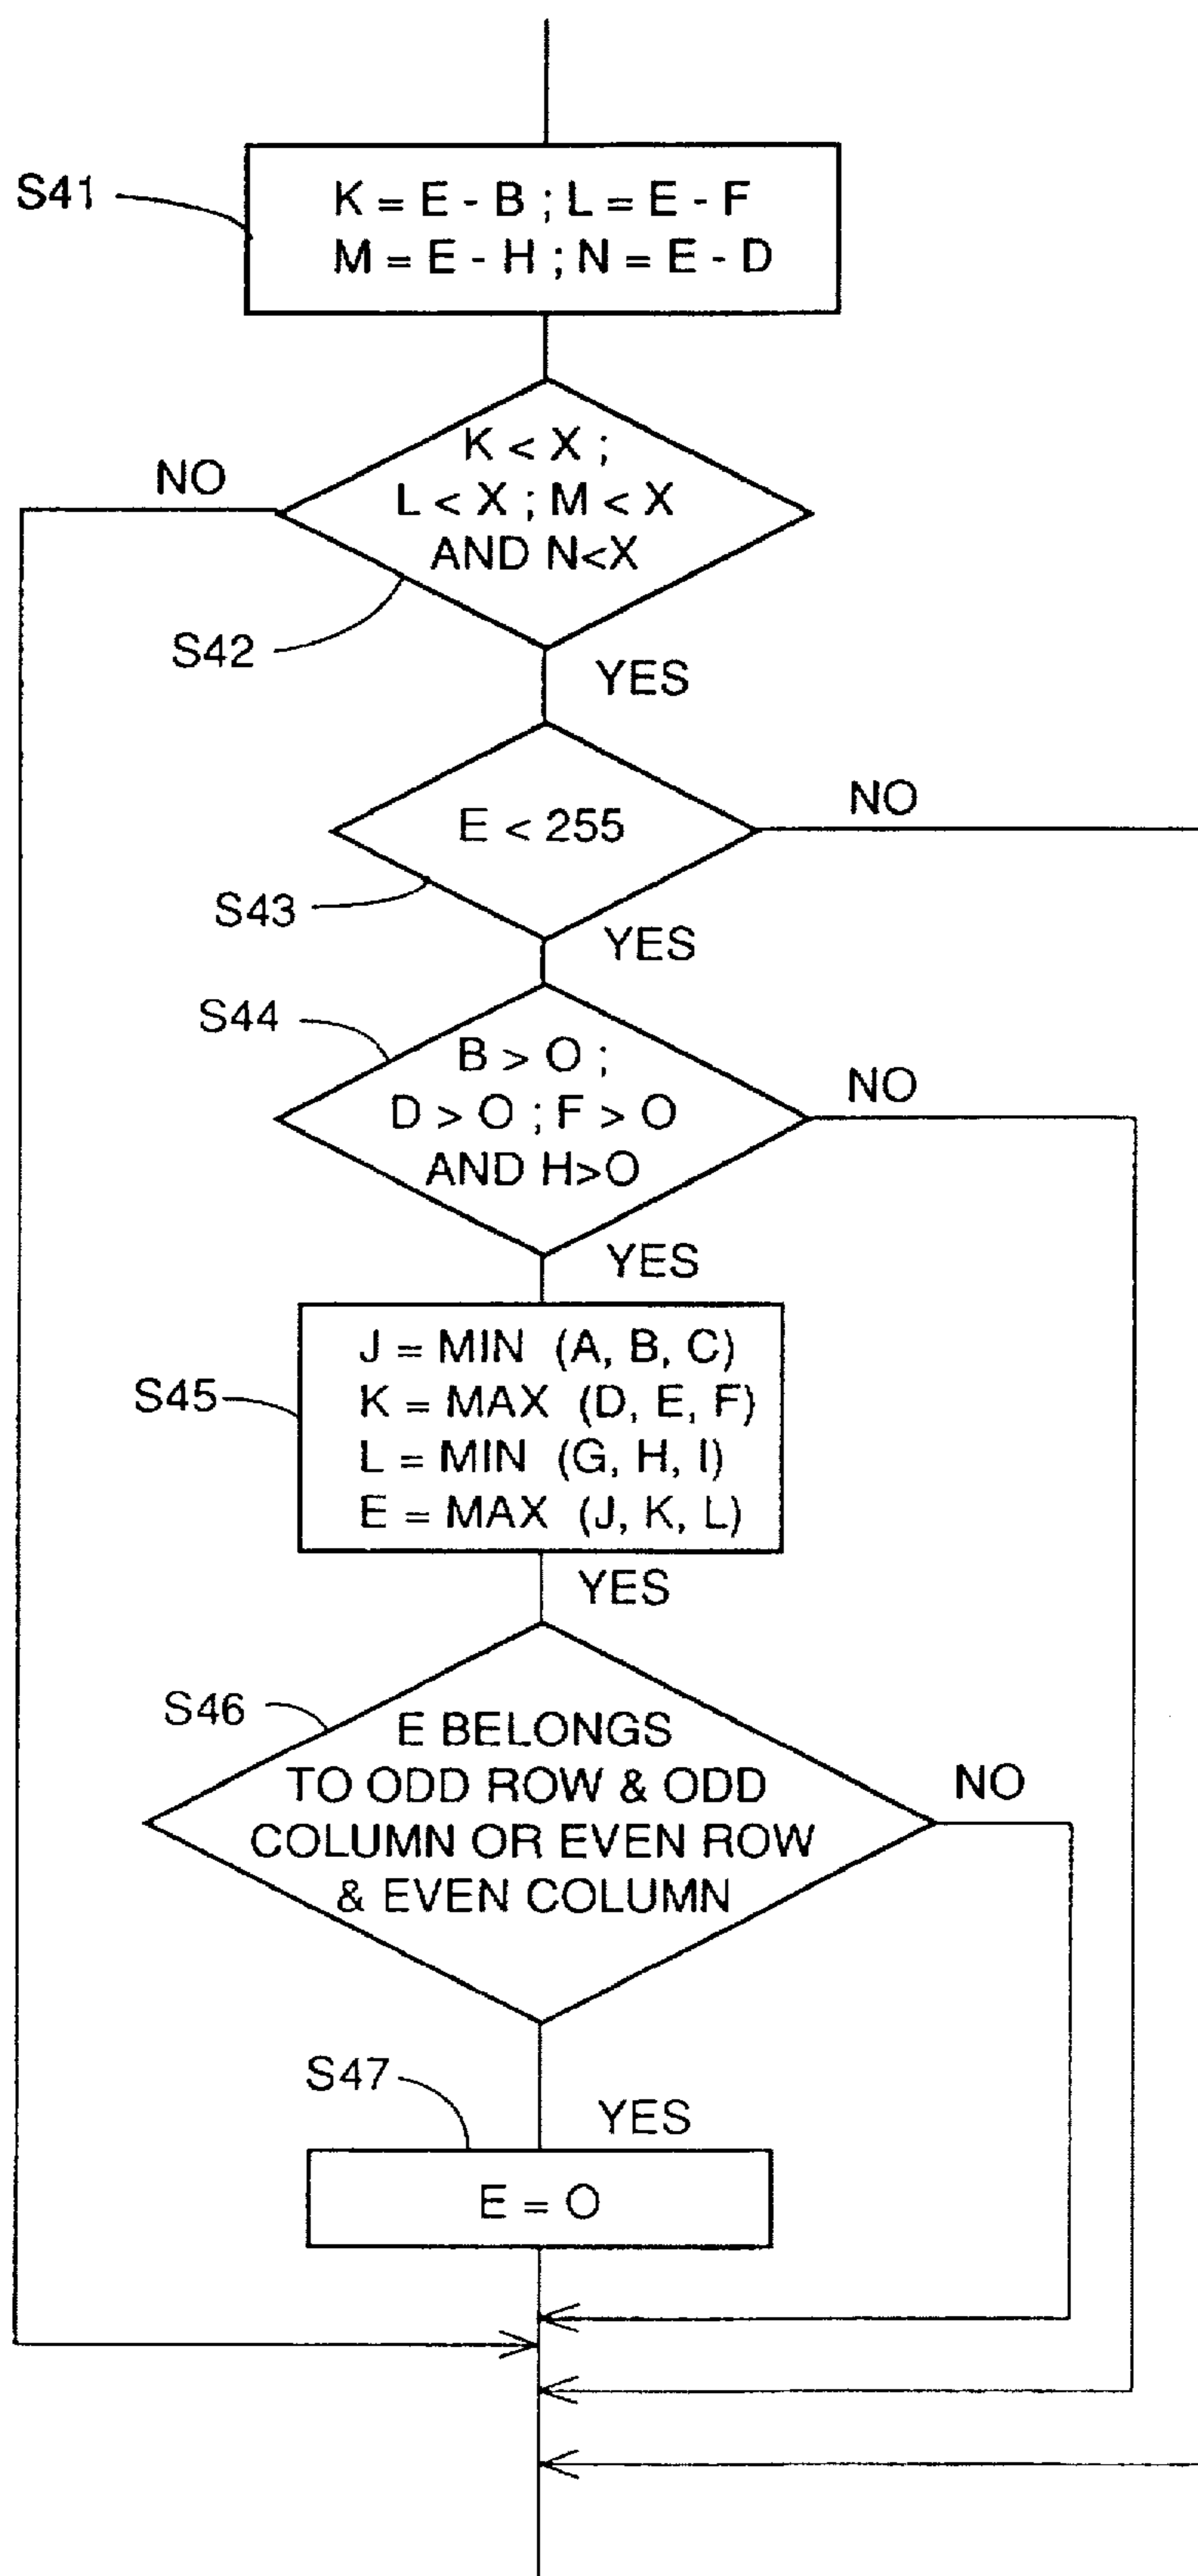 S41
K = E - B ; L = E - F
M = E - H ; N = E - D
K < X ;
L < X ; M < X
AND N<X
NO
S42
YES
E < 255
NO
S43
YES
S44
B > O ;
D > O ; F > O
AND H>O
NO
YES
S45
J = MIN (A, B, C)
K = MAX (D, E, F)
L = MIN (G, H, I)
E = MAX (J, K, L)
YES
S46
E BELONGS
TO ODD ROW & ODD
COLUMN OR EVEN ROW
& EVEN COLUMN
NO
S47
YES
E = O